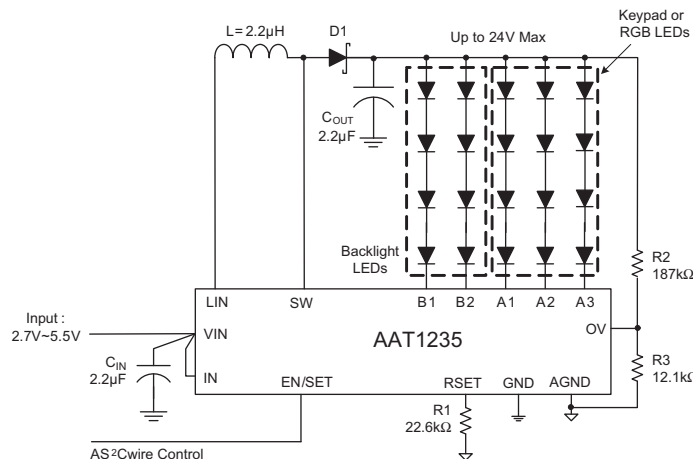 L= 2.2µH
D1
Up to 24V Max
Keypad or
RGB LEDs
COUT
2.2µF
Backlight
LEDs
R2
187kΩ
LIN
SW
B1
B2
A1
A2
A3
Input :
2.7V~5.5V
VIN
AAT1235
OV
CIN
2.2µF
IN
EN/SET
RSET
GND
AGND
R3
12.1kΩ
R1
22.6kΩ
AS²Cwire Control